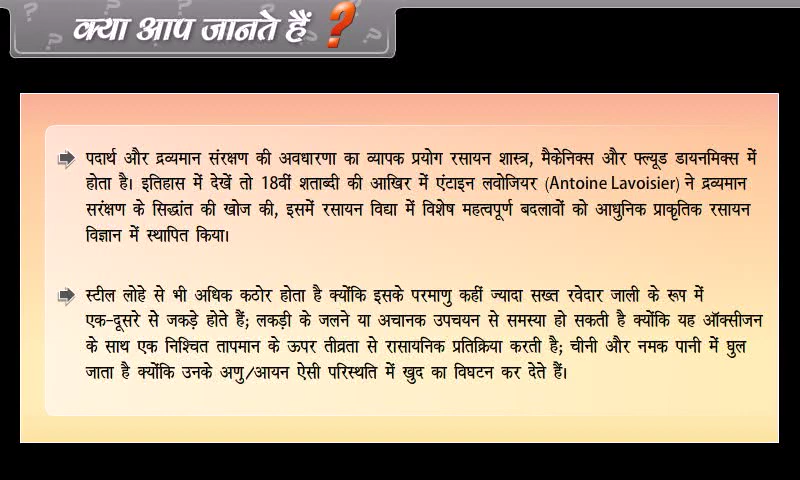 क्या आप जानते हैं ?
पदार्थ और द्रव्यमान संरक्षण की अवधारणा का व्यापक प्रयोग रसायन शास्त्र, मैकेनिक्स और फ्ल्यूड डायनमिक्स में
होता है। इतिहास में देखें तो 18वीं शताब्दी की आखिर में एंटाइन लवोजियर (Antoine Lavoisier) ने द्रव्यमान
सरंक्षण के सिद्धांत की खोज की, इसमें रसायन विद्या में विशेष महत्वपूर्ण बदलावों को आधुनिक प्राकृतिक रसायन
विज्ञान में स्थापित किया।
स्टील लोहे से भी अधिक कठोर होता है क्योंकि इसके परमाणु कहीं ज्यादा सख्त रवेदार जाली के रूप में
एक-दूसरे से जकड़े होते हैं; लकड़ी के जलने या अचानक उपचयन से समस्या हो सकती है क्योंकि यह ऑक्सीजन
के साथ एक निश्चित तापमान के ऊपर तीव्रता से रासायनिक प्रतिक्रिया करती है; चीनी और नमक पानी में घुल
जाता है क्योंकि उनके अणु/आयन ऐसी परिस्थति में खुद का विघटन कर देते हैं।